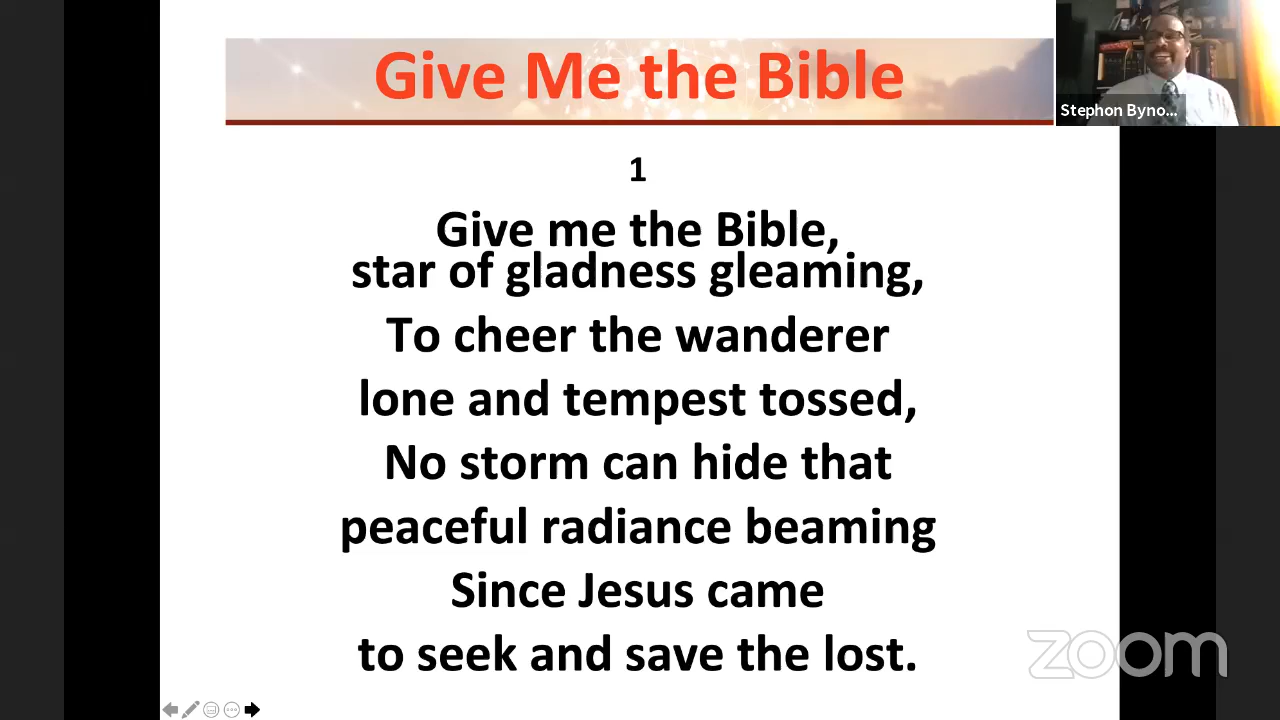 Give Me the Bible
Stephon Byno...
1
Give me the Bible,
star of gladness gleaming,
To cheer the wanderer
lone and tempest tossed,
No storm can hide that
peaceful radiance beaming
Since Jesus came
to seek and save the lost.
zoom